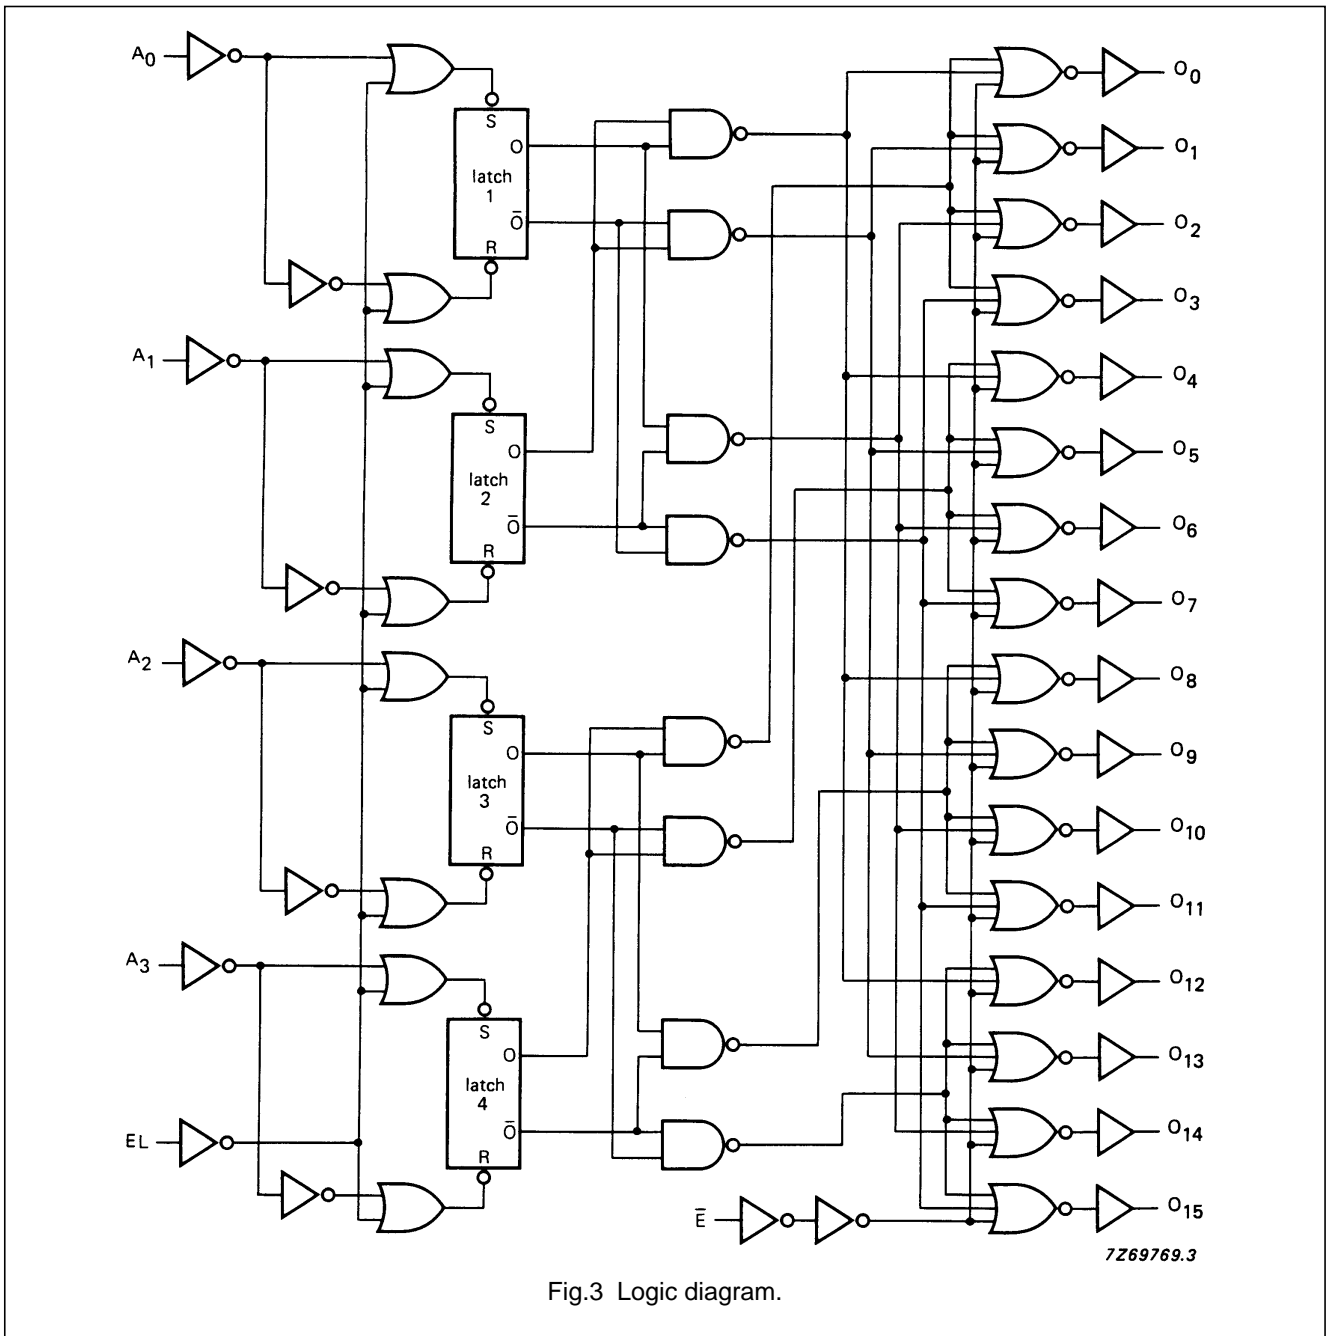 A0
O0
S
O
O1
latch
1
Ō
O2
R
O3
A1
O4
S
O
O5
latch
2
Ō
O6
R
O7
A2
O8
S
O
O9
latch
3
Ō
O10
R
O11
A3
O12
S
O
O13
latch
4
Ō
O14
EL
R
Ē
O15
7Z69769.3
Fig.3 Logic diagram.